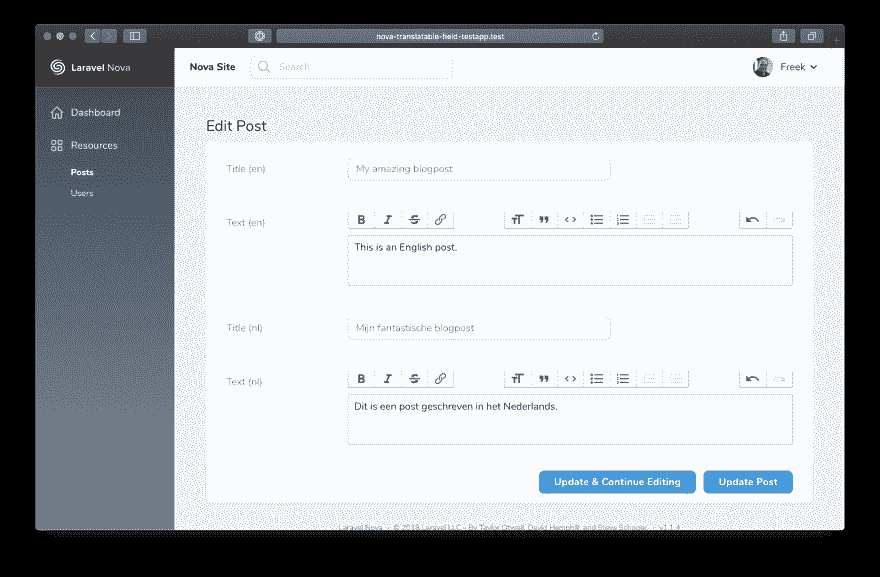 nova-translatable-field-testapp.test
Laravel Nova
Nova Site
Search
Freek
Dashboard
Resources
Posts
Users
Edit Post
Title (en)
My amazing blogpost
Text (en)
B I S T " <>
This is an English post.
Title (nl)
Mijn fantastische blogpost
Text (nl)
B I S T " <>
Dit is een post geschreven in het Nederlands.
Update & Continue Editing
Update Post
Laravel Nova · © 2018 Laravel LLC - By Taylor Otwell, David Hemphill, and Steve Schoger. · v1.1.4